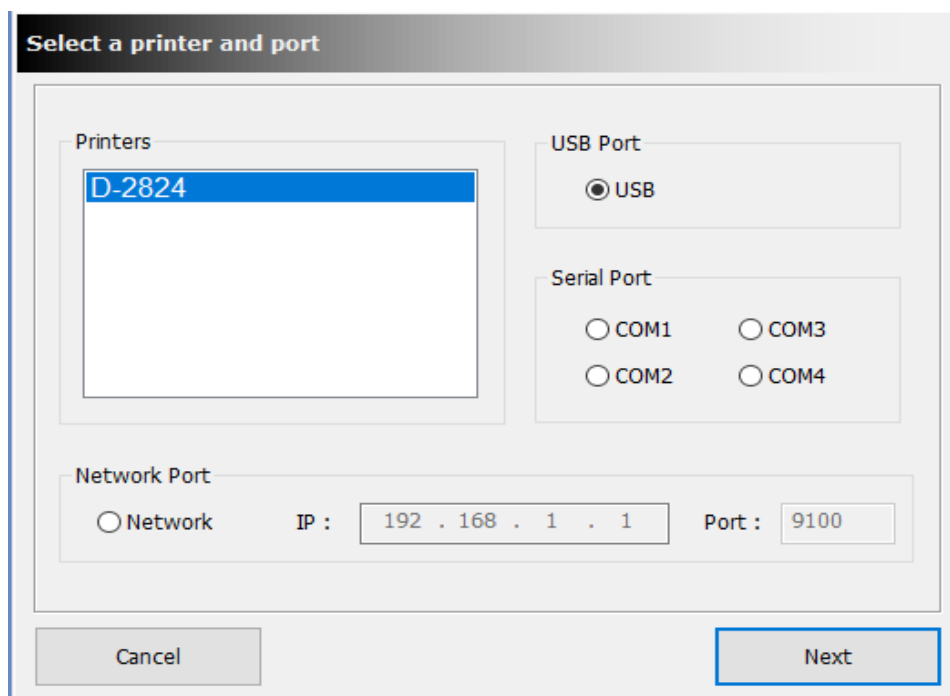 Select a printer and port
Printers
D-2824
USB Port
USB
Serial Port
COM1 COM3
COM2 COM4
Network Port
Network IP : 192 . 168 . 1 . 1 Port : 9100
Cancel Next